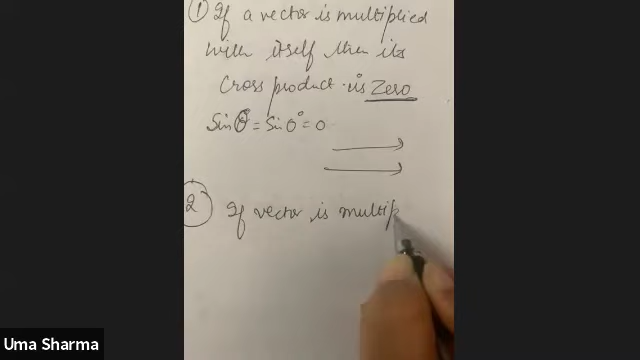 ① If a vector is multiplied
with itself then its
Cross product is Zero
Sinθ = Sin 0° = 0
② If vector is multip
Uma Sharma